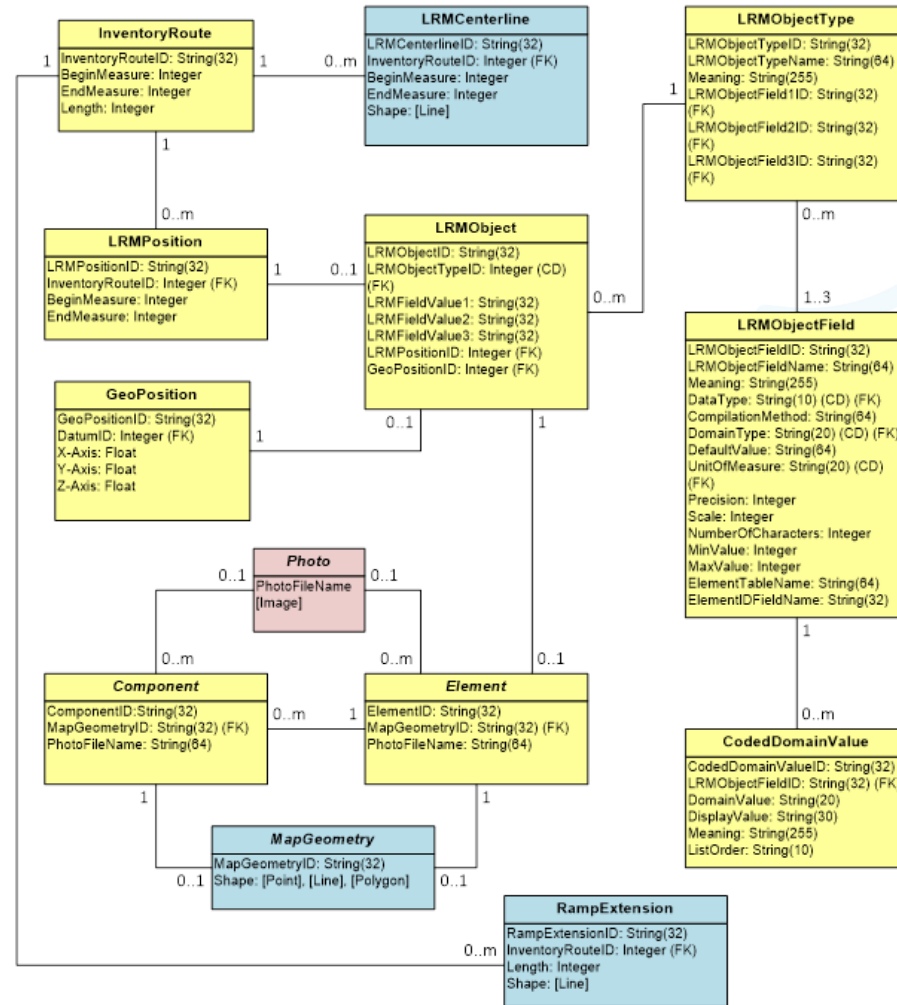 InventoryRoute
InventoryRouteID: String(32)
BeginMeasure: Integer
EndMeasure: Integer
Length: Integer
1
1
0..m
1
0..m
LRMCenterline
LRMCenterlineID: String(32)
InventoryRouteID: Integer (FK)
BeginMeasure: Integer
EndMeasure: Integer
Shape: [Line]
LRMObjectType
LRMObjectTypeID: String(32)
LRMObjectTypeName: String(64)
Meaning: String(255)
LRMObjectField1ID: String(32)
(FK)
LRMObjectField2ID: String(32)
(FK)
LRMObjectField3ID: String(32)
(FK)
1
0..m
0..m
1..3
LRMPosition
LRMPositionID: String(32)
InventoryRouteID: Integer (FK)
BeginMeasure: Integer
EndMeasure: Integer
1
0..1
LRMObject
LRMObjectID: String(32)
LRMObjectTypeID: Integer (CD)
(FK)
LRMFieldValue1: String(32)
LRMFieldValue2: String(32)
LRMFieldValue3: String(32)
LRMPositionID: Integer (FK)
GeoPositionID: Integer (FK)
LRMObjectField
LRMObjectFieldID: String(32)
LRMObjectFieldName: String(64)
Meaning: String(255)
DataType: String(10) (CD) (FK)
CompilationMethod: String(64)
DomainType: String(20) (CD) (FK)
DefaultValue: String(64)
UnitOfMeasure: String(20) (CD)
(FK)
Precision: Integer
Scale: Integer
NumberOfCharacters: Integer
MinValue: Integer
MaxValue: Integer
ElementTableName: String(64)
ElementIDFieldName: String(32)
GeoPosition
GeoPositionID: String(32)
DatumID: Integer (FK)
X-Axis: Float
Y-Axis: Float
Z-Axis: Float
1
0..1
1
0..1
Photo
PhotoFileName
[Image]
0..1
0..1
0..m
0..m
Component
ComponentID:String(32)
MapGeometryID: String(32) (FK)
PhotoFileName: String(64)
0..m
1
Element
ElementID: String(32)
MapGeometryID: String(32) (FK)
PhotoFileName: String(64)
1
0..m
CodedDomainValue
CodedDomainValueID: String(32)
LRMObjectFieldID: String(32) (FK)
DomainValue: String(20)
DisplayValue: String(30)
Meaning: String(255)
ListOrder: String(10)
1
1
MapGeometry
MapGeometryID: String(32)
Shape: [Point], [Line], [Polygon]
0..1
0..1
RampExtension
RampExtensionID: String(32)
InventoryRouteID: Integer (FK)
Length: Integer
Shape: [Line]
0..m